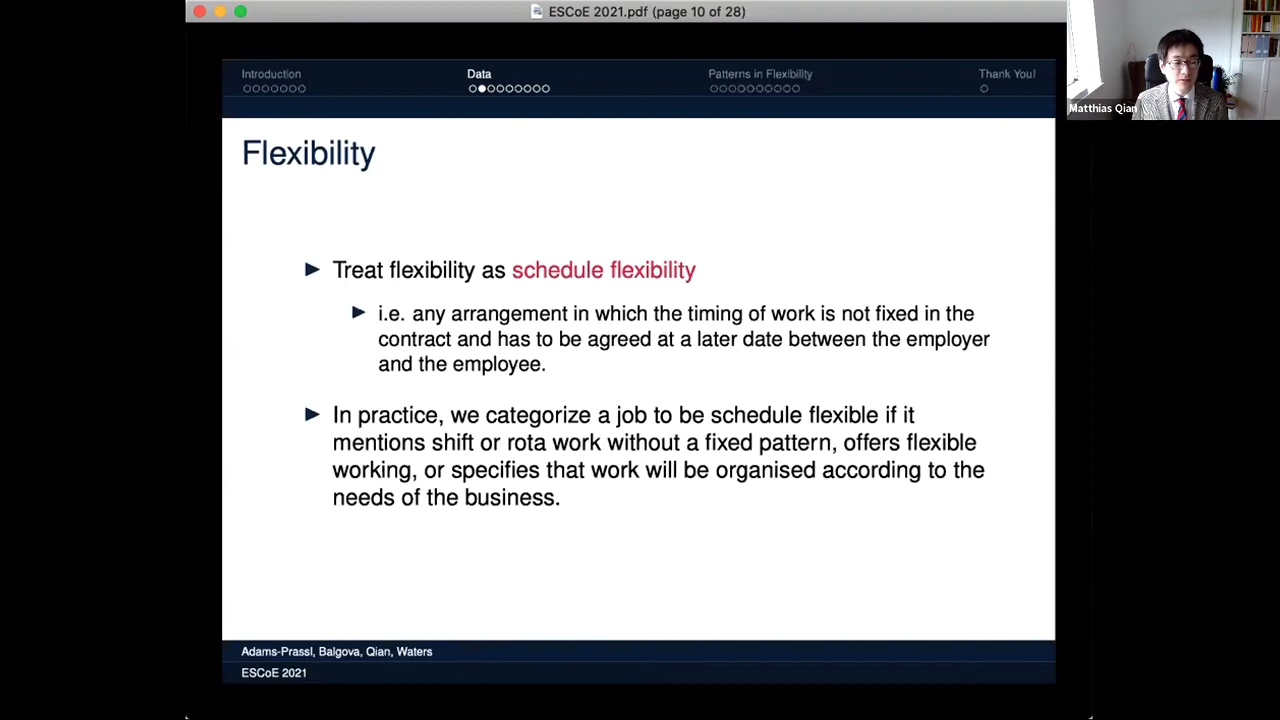 ESCoE 2021.pdf (page 10 of 28)
Introduction
Data
Patterns in Flexibility
Thank You!
Matthias Qian
Flexibility
Treat flexibility as schedule flexibility
i.e. any arrangement in which the timing of work is not fixed in the
contract and has to be agreed at a later date between the employer
and the employee.
In practice, we categorize a job to be schedule flexible if it
mentions shift or rota work without a fixed pattern, offers flexible
working, or specifies that work will be organised according to the
needs of the business.
Adams-Prassl, Balgova, Qian, Waters
ESCoE 2021